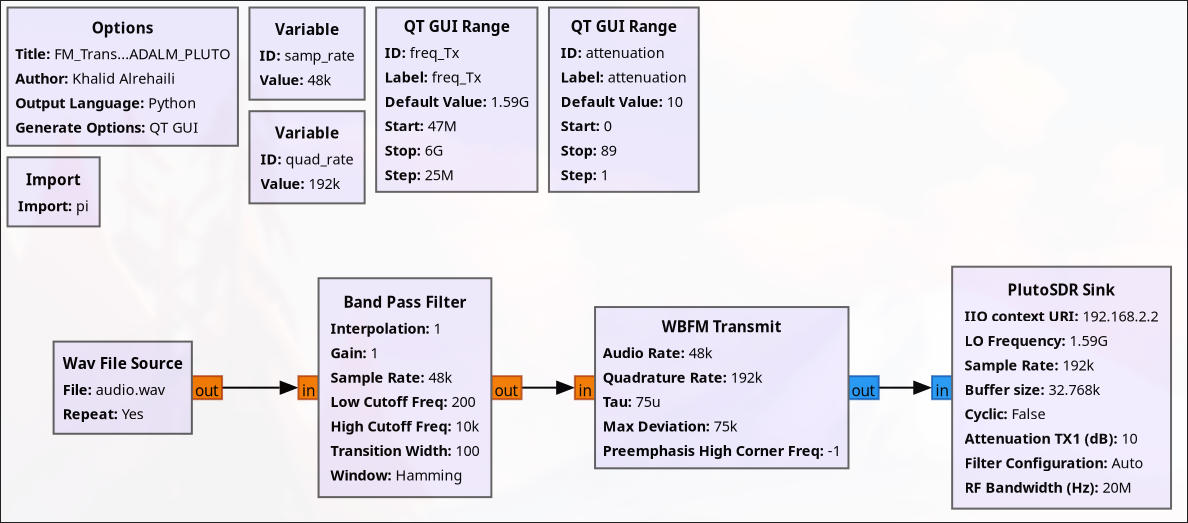 Options
Title: FM_Trans...ADALM_PLUTO
Author: Khalid Alrehaili
Output Language: Python
Generate Options: QT GUI
Variable
ID: samp_rate
Value: 48k
QT GUI Range
ID: freq_Tx
Label: freq_Tx
Default Value: 1.59G
Start: 47M
Stop: 6G
Step: 25M
QT GUI Range
ID: attenuation
Label: attenuation
Default Value: 10
Start: 0
Stop: 89
Step: 1
Variable
ID: quad_rate
Value: 192k
Import
Import: pi
Wav File Source
File: audio.wav
Repeat: Yes
out
in
Band Pass Filter
Interpolation: 1
Gain: 1
Sample Rate: 48k
Low Cutoff Freq: 200
High Cutoff Freq: 10k
Transition Width: 100
Window: Hamming
out
in
WBFM Transmit
Audio Rate: 48k
Quadrature Rate: 192k
Tau: 75u
Max Deviation: 75k
Preemphasis High Corner Freq: -1
out
in
PlutoSDR Sink
IIO context URI: 192.168.2.2
LO Frequency: 1.59G
Sample Rate: 192k
Buffer size: 32.768k
Cyclic: False
Attenuation TX1 (dB): 10
Filter Configuration: Auto
RF Bandwidth (Hz): 20M